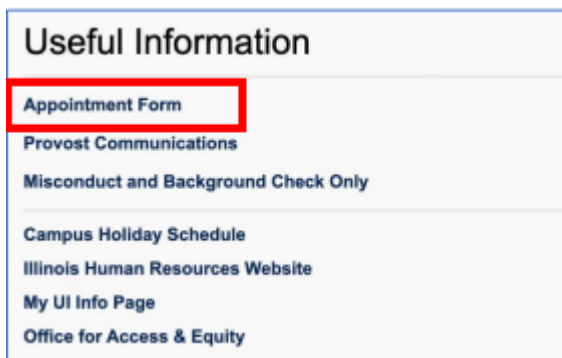 Useful Information
Appointment Form
Provost Communications
Misconduct and Background Check Only
Campus Holiday Schedule
Illinois Human Resources Website
My UI Info Page
Office for Access & Equity